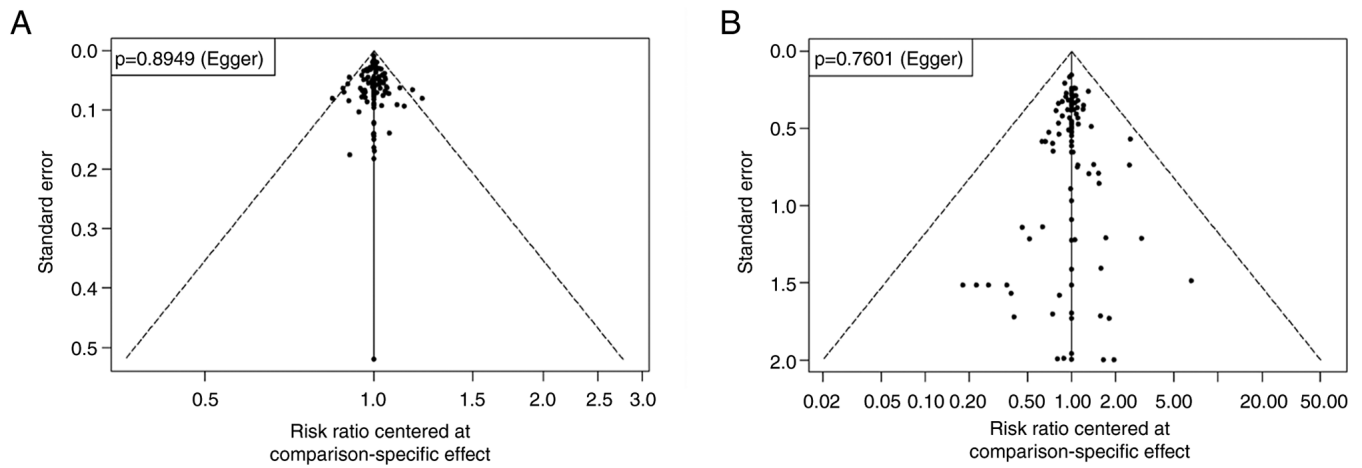 A
p=0.8949 (Egger)
0.0
0.1
0.2
0.3
0.4
0.5
Standard error
0.5 1.0 1.5 2.0 2.5 3.0
Risk ratio centered at
comparison-specific effect
B
p=0.7601 (Egger)
0.0
0.5
1.0
1.5
2.0
Standard error
0.02 0.05 0.10 0.20 0.50 1.00 2.00 5.00 20.00 50.00
Risk ratio centered at
comparison-specific effect